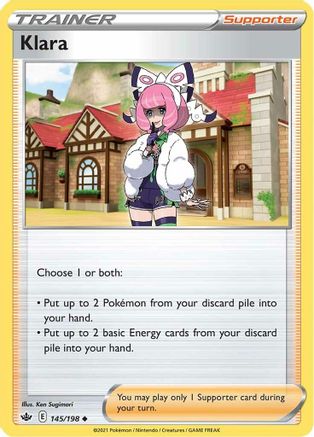 TRAINER Supporter
Klara
Choose 1 or both:
• Put up to 2 Pokémon from your discard pile into
your hand.
• Put up to 2 basic Energy cards from your discard
pile into your hand.
Illus. Ken Sugimori
E 145/198 ◆
You may play only 1 Supporter card during your
turn.
©2021 Pokémon / Nintendo / Creatures / GAME FREAK